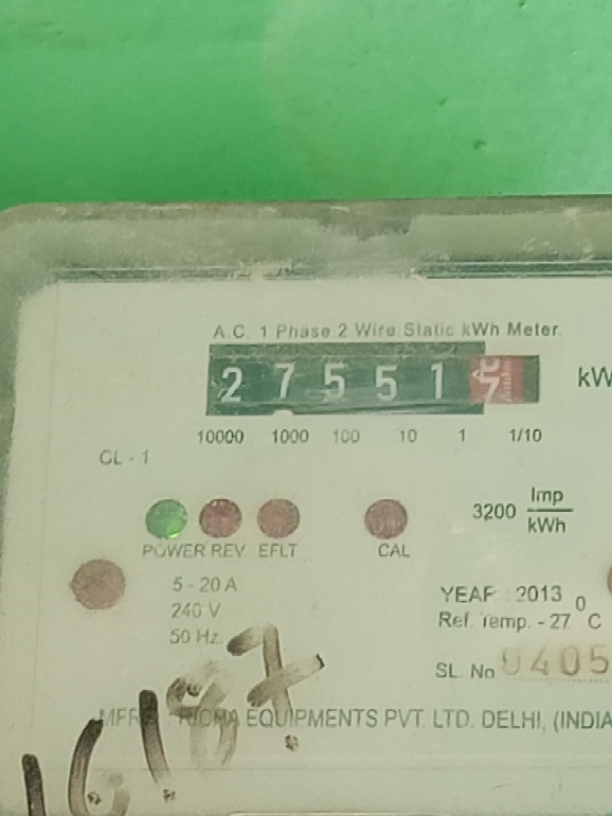 A.C. 1 Phase 2 Wire Static kWh Meter.
2 7 5 5 1
10000 1000 100 10 1 1/10
CL - 1
3200 Imp/kWh
POWER REV. EFLT CAL
5 - 20 A
240 V
50 Hz.
YEAR : 2013
Ref. Temp. - 27 0 C
SL. No 0405
EQUIPMENTS PVT. LTD. DELHI, (INDIA
16187